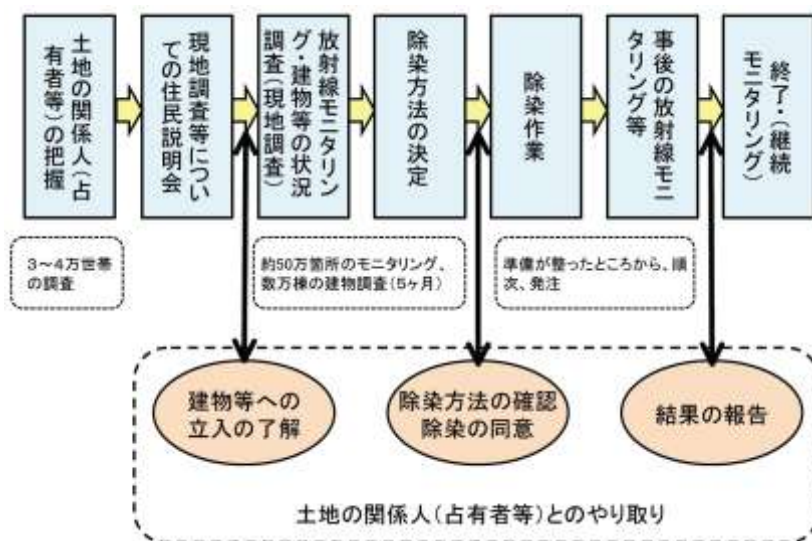 土地の関係人(占
有者等)の把握
現地調査等につい
ての住民説明会
放射線モニタリン
グ・建物等の状況
調査(現地調査)
除染方法の決定
除染作業
事後の放射線モニ
タリング等
終了・(継続
モニタリング)
3～4万世帯
の調査
約50万箇所のモニタリング、
数万棟の建物調査(5ヶ月)
準備が整ったところから、順
次、発注
建物等への
立入の了解
除染方法の確認
除染の同意
結果の報告
土地の関係人(占有者等)とのやり取り